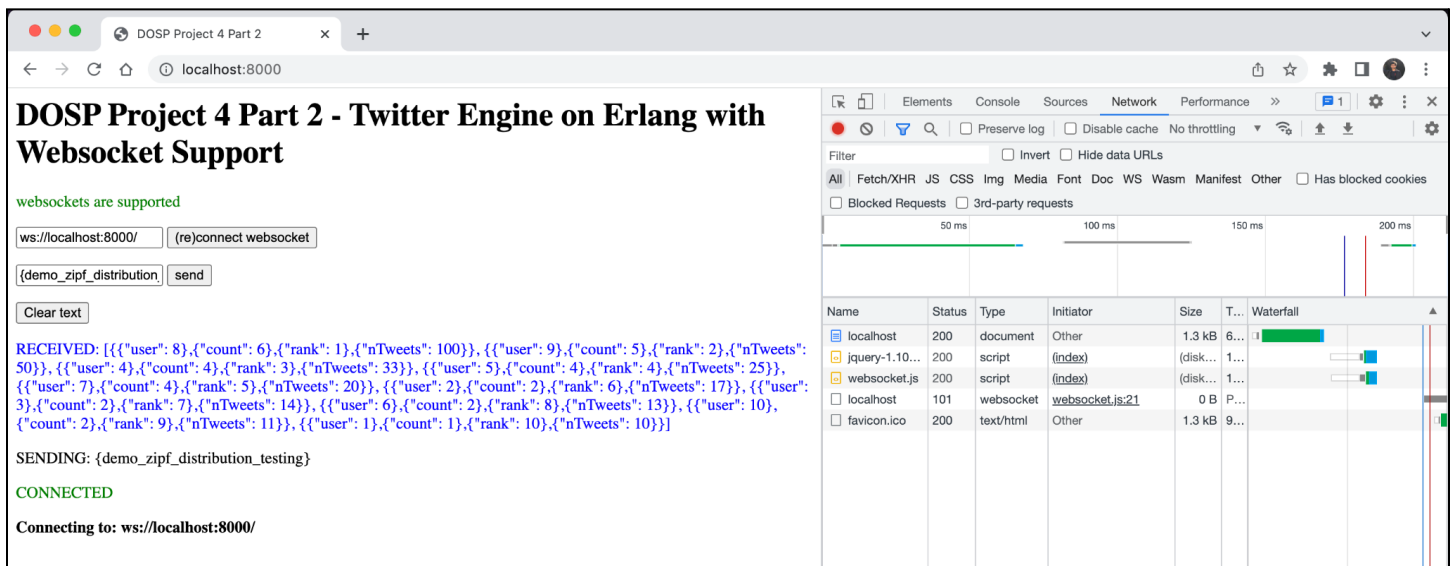 DOSP Project 4 Part 2
localhost:8000
DOSP Project 4 Part 2 - Twitter Engine on Erlang with
Websocket Support
websockets are supported
ws://localhost:8000/ (re)connect websocket
{demo_zipf_distribution_ send
Clear text
RECEIVED: [{{"user": 8},{"count": 6},{"rank": 1},{"nTweets": 100}}, {{"user": 9},{"count": 5},{"rank": 2},{"nTweets":
50}}, {{"user": 4},{"count": 4},{"rank": 3},{"nTweets": 33}}, {{"user": 5},{"count": 4},{"rank": 4},{"nTweets": 25}},
{{"user": 7},{"count": 4},{"rank": 5},{"nTweets": 20}}, {{"user": 2},{"count": 2},{"rank": 6},{"nTweets": 17}}, {{"user":
3},{"count": 2},{"rank": 7},{"nTweets": 14}}, {{"user": 6},{"count": 2},{"rank": 8},{"nTweets": 13}}, {{"user": 10},
{"count": 2},{"rank": 9},{"nTweets": 11}}, {{"user": 1},{"count": 1},{"rank": 10},{"nTweets": 10}}]
SENDING: {demo_zipf_distribution_testing}
CONNECTED
Connecting to: ws://localhost:8000/
Elements Console Sources Network Performance » 1
Preserve log Disable cache No throttling
Filter Invert Hide data URLs
All Fetch/XHR JS CSS Img Media Font Doc WS Wasm Manifest Other Has blocked cookies
Blocked Requests 3rd-party requests
50 ms 100 ms 150 ms 200 ms
Name Status Type Initiator Size T... Waterfall
localhost 200 document Other 1.3 kB 6...
jquery-1.10... 200 script (index) (disk... 1...
websocket.js 200 script (index) (disk... 1...
localhost 101 websocket websocket.js:21 0 B P...
favicon.ico 200 text/html Other 1.3 kB 9...